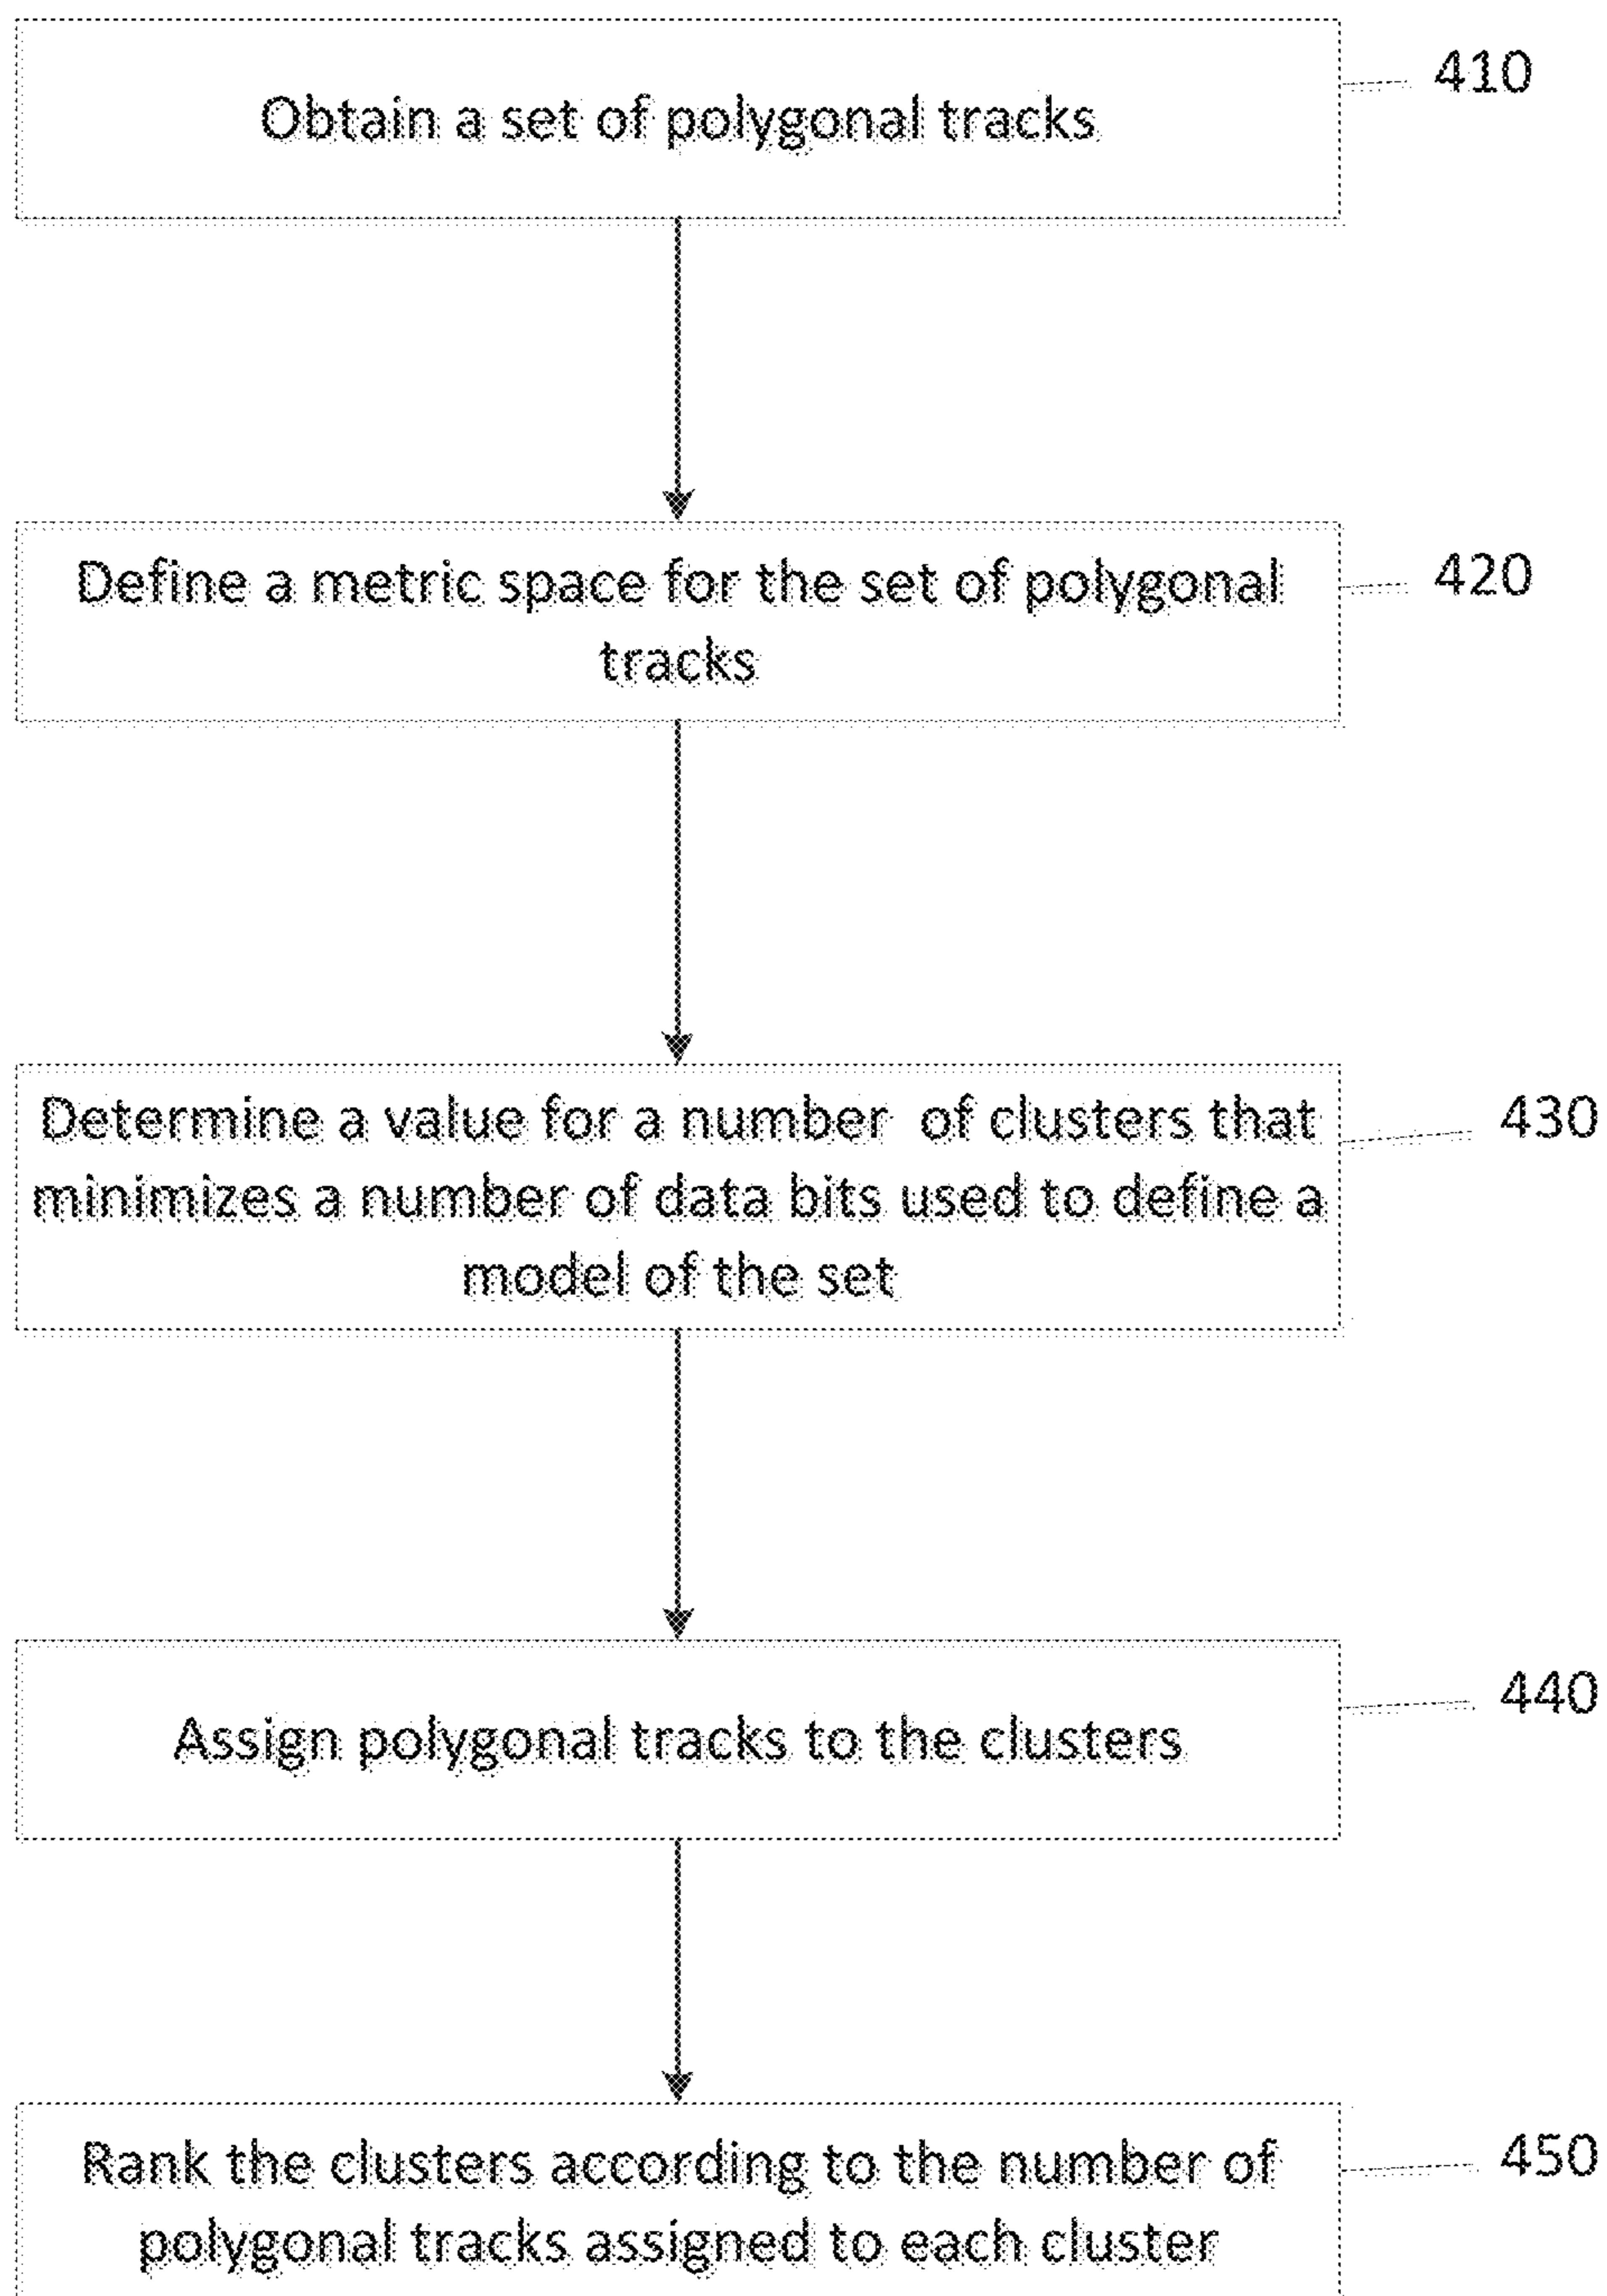 Obtain a set of polygonal tracks
410
Define a metric space for the set of polygonal
tracks
420
Determine a value for a number of clusters that
minimizes a number of data bits used to define a
model of the set
430
Assign polygonal tracks to the clusters
440
Rank the clusters according to the number of
polygonal tracks assigned to each cluster
450